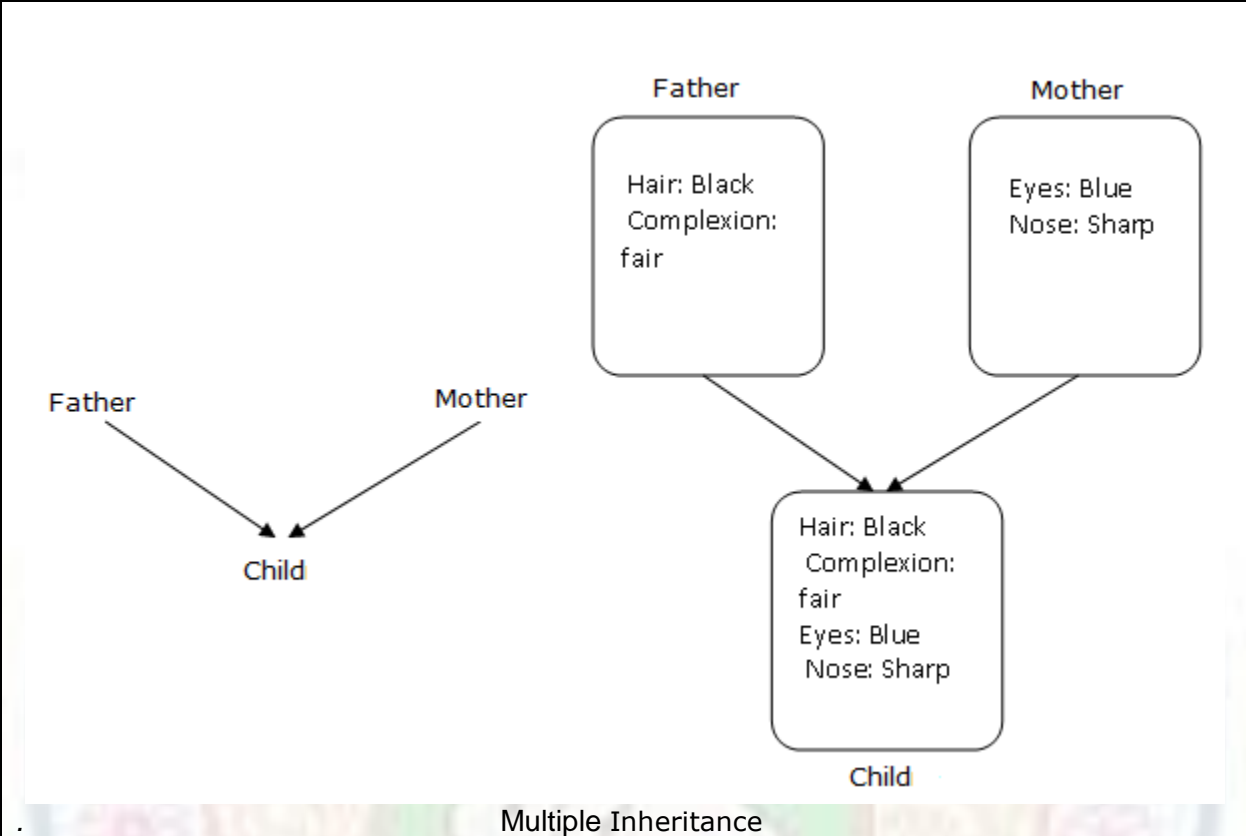 Father
Mother
Child
Father
Hair: Black
Complexion:
fair
Mother
Eyes: Blue
Nose: Sharp
Hair: Black
Complexion:
fair
Eyes: Blue
Nose: Sharp
Child
.
Multiple Inheritance